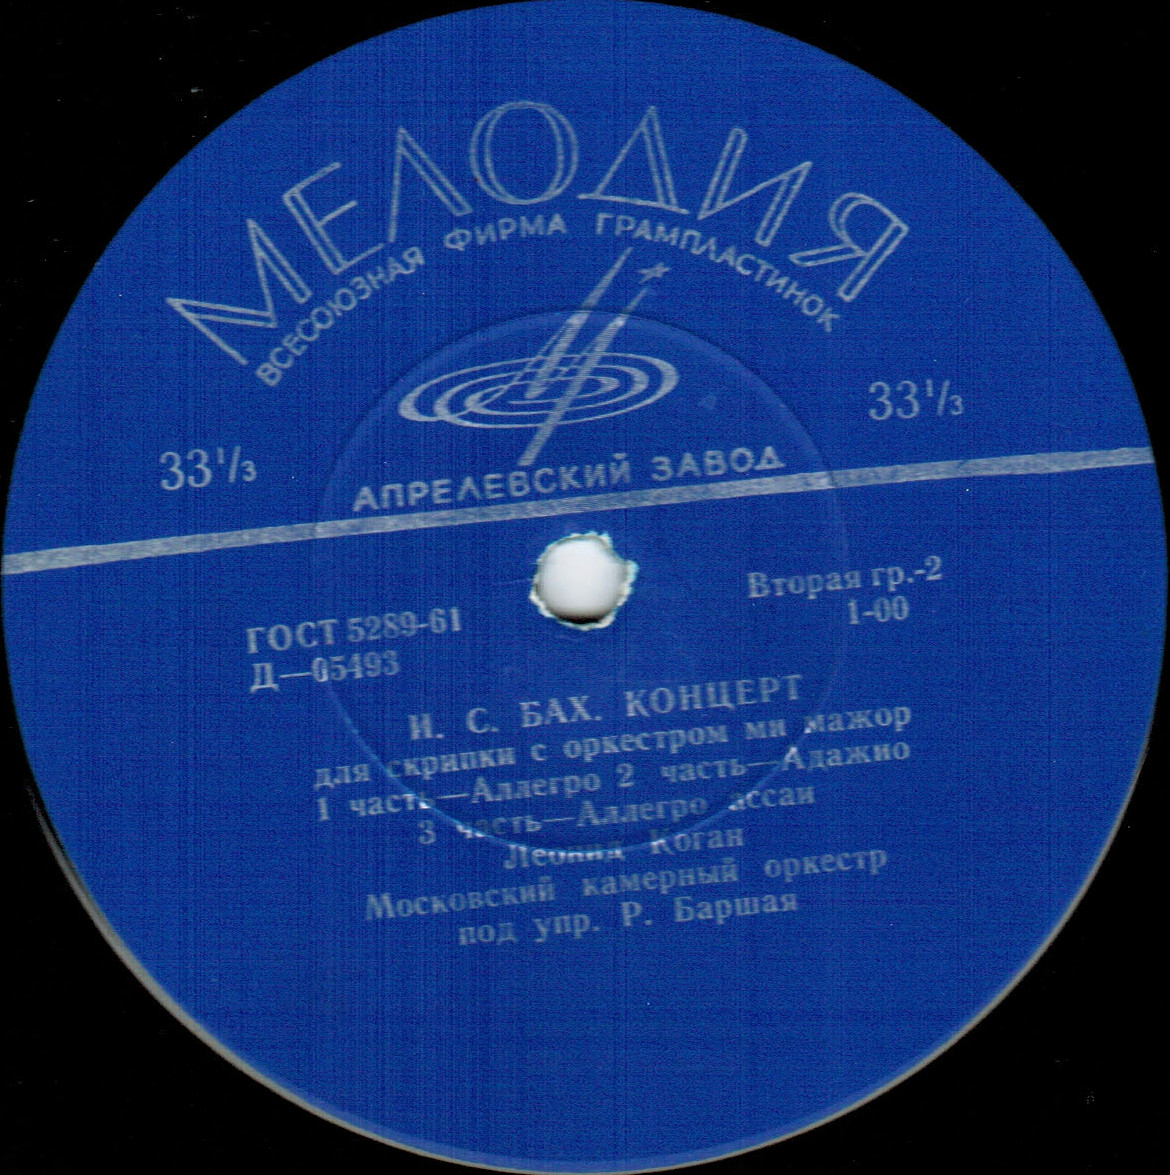 МЕЛОДИЯ
ВСЕСОЮЗНАЯ ФИРМА ГРАМПЛАСТИНОК
33⅓
33⅓
АПРЕЛЕВСКИЙ ЗАВОД
ГОСТ 5289-61
Д—05493
Вторая гр.-2
1-00
И. С. БАХ. КОНЦЕРТ
для скрипки с оркестром ми мажор
1 часть—Аллегро 2 часть—Адажио
3 часть—Аллегро ассаи
Леонид Коган
Московский камерный оркестр
под упр. Р. Баршая